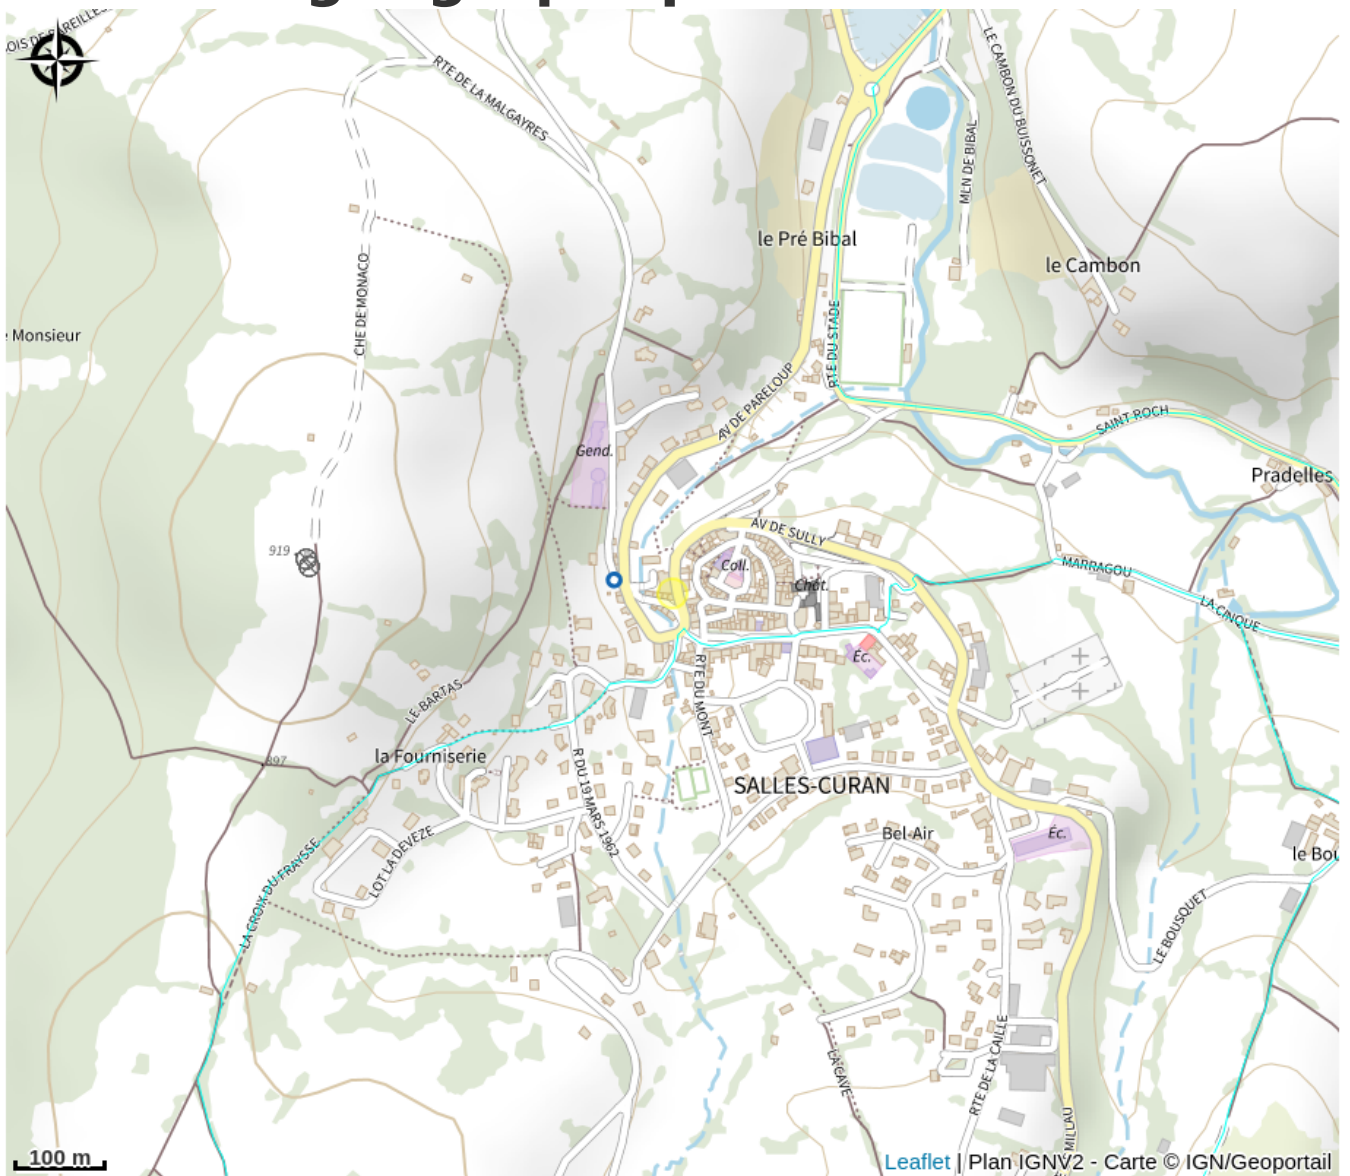 RTE DE LA MALGAYRES
LE CAMBON DU BUISSONET
MLN DE BIBAL
le Pré Bibal
le Cambon
CHE DE MONACO
Monsieur
RTE DU STADE
AV DE PARELOUP
SAINT ROCH
Gend.
Pradelles
AV DE SULLY
919
Coll.
Chât.
MARRAGOU
LA CINQUE
Éc.
RTE DU MONT
LE BARTAS
la Fourniserie
897
R DU 19 MARS 1962
SALLES-CURAN
LOT LA DEVEZE
Bel-Air
Éc.
le Bou
LA CROIX DU FRAYSSE
LE BOUSQUET
LA CAVE
RTE DE LA CAILLE
MILLAU
100 m
Leaflet | Plan IGNV2 - Carte © IGN/Geoportail